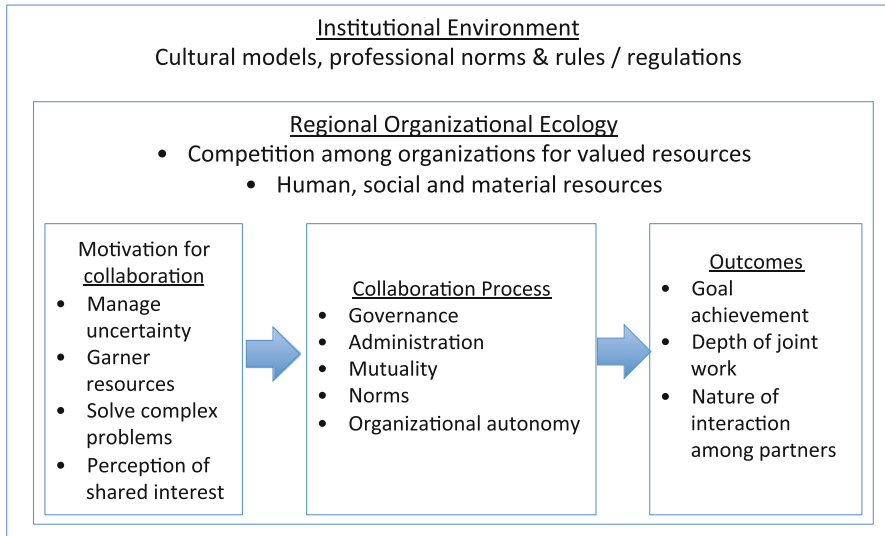 Institutional Environment
Cultural models, professional norms & rules / regulations
Regional Organizational Ecology
• Competition among organizations for valued resources
• Human, social and material resources
Motivation for
collaboration
• Manage
uncertainty
• Garner
resources
• Solve complex
problems
• Perception of
shared interest
Collaboration Process
• Governance
• Administration
• Mutuality
• Norms
• Organizational autonomy
Outcomes
• Goal
achievement
• Depth of joint
work
• Nature of
interaction
among partners